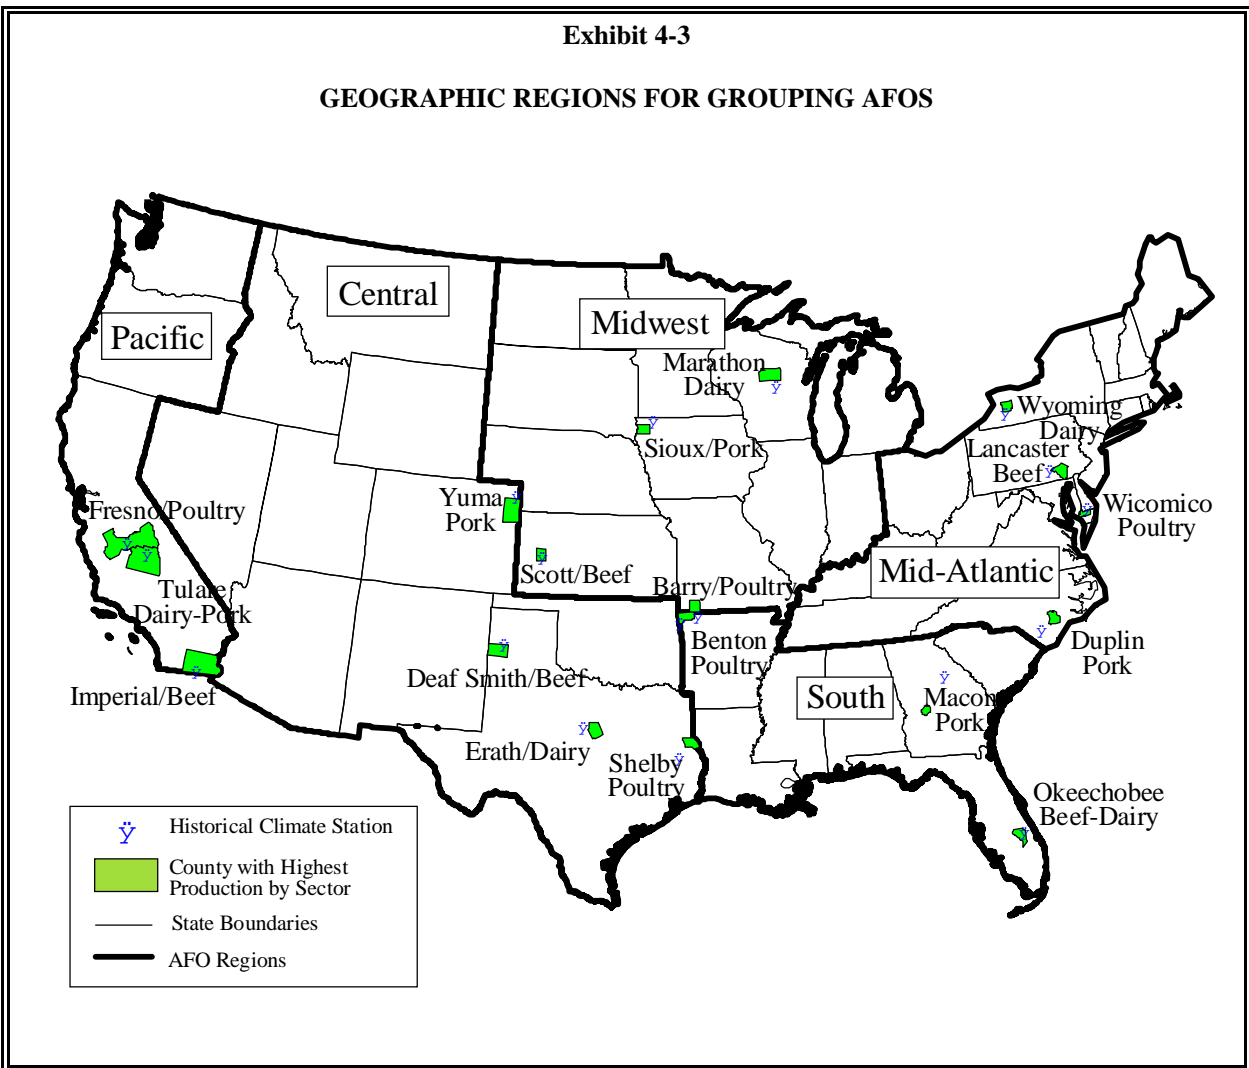 Exhibit 4-3
GEOGRAPHIC REGIONS FOR GROUPING AFOS
Central
Pacific
Midwest
Marathon
Dairy
Wyoming
Dairy
Sioux/Pork
Lancaster
Beef
Yuma
Pork
Fresno/Poultry
Wicomico
Poultry
Scott/Beef
Mid-Atlantic
Barry/Poultry
Tulare
Dairy-Pork
Benton
Poultry
Duplin
Pork
Deaf Smith/Beef
Imperial/Beef
South
Macon
Pork
Erath/Dairy
Shelby
Poultry
Okeechobee
Beef-Dairy
ÿ Historical Climate Station
County with Highest
Production by Sector
State Boundaries
AFO Regions